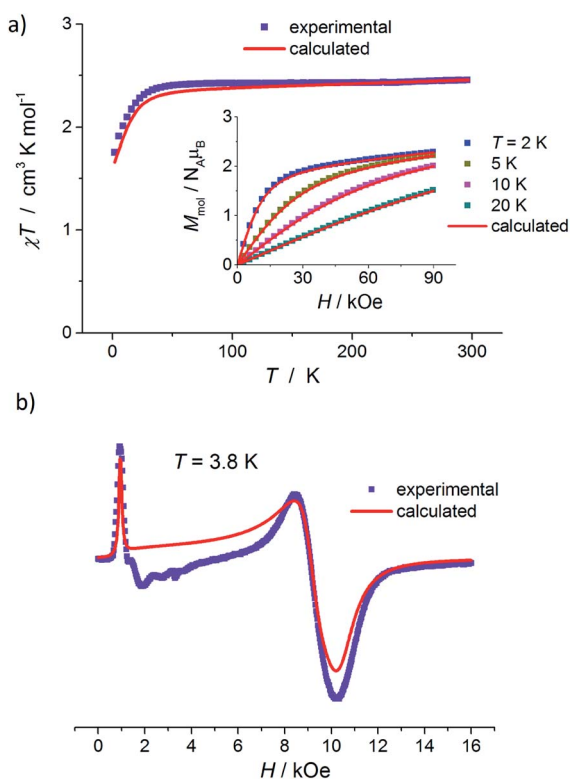 a)
experimental
calculated
χT / cm³ K mol⁻¹
3
2
1
0
0
100
200
300
T / K
M_mol / N_Aμ_B
3
2
1
0
0
30
60
90
H / kOe
T = 2 K
5 K
10 K
20 K
calculated
b)
T = 3.8 K
experimental
calculated
0
2
4
6
8
10
12
14
16
H / kOe